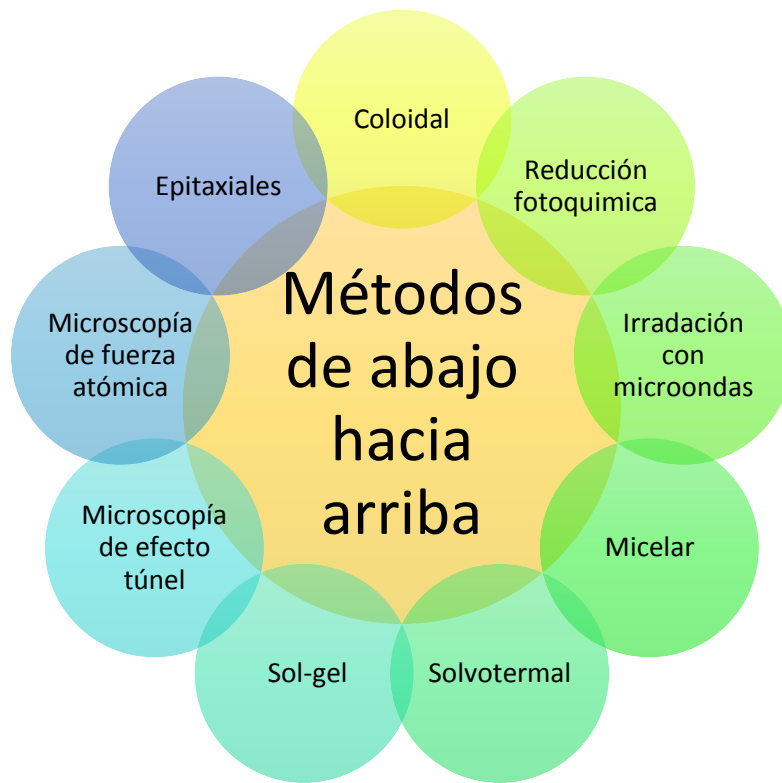 Coloidal
Reducción
fotoquimica
Irradación
con
microondas
Micelar
Solvotermal
Sol-gel
Microscopía
de efecto
túnel
Microscopía
de fuerza
atómica
Epitaxiales
Métodos
de abajo
hacia
arriba